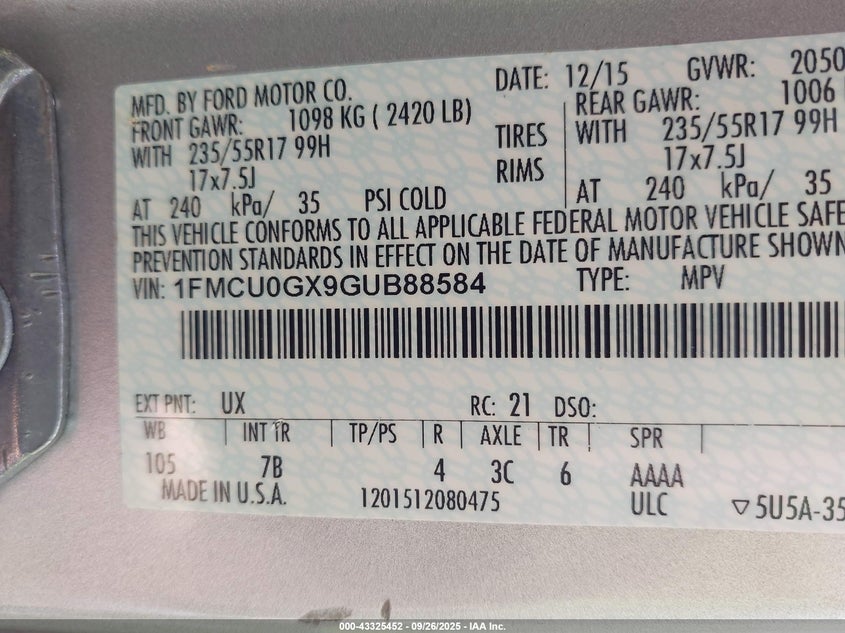 MFD. BY FORD MOTOR CO. DATE: 12/15 GVWR: 2050
FRONT GAWR: 1098 KG ( 2420 LB) REAR GAWR: 1006
WITH 235/55R17 99H TIRES WITH 235/55R17 99H
17x7.5J RIMS 17x7.5J
AT 240 kPa/ 35 PSI COLD AT 240 kPa/ 35
THIS VEHICLE CONFORMS TO ALL APPLICABLE FEDERAL MOTOR VEHICLE SAFE
PREVENTION STANDARDS IN EFFECT ON THE DATE OF MANUFACTURE SHOWN
VIN: 1FMCU0GX9GUB88584 TYPE: MPV
EXT PNT: UX RC: 21 DSO:
WB INT TR TP/PS R AXLE TR SPR
105 7B 4 3C 6 AAAA
MADE IN U.S.A. 1201512080475 ULC ▽5U5A-35
000-43325452 - 09/26/2025 - IAA Inc.